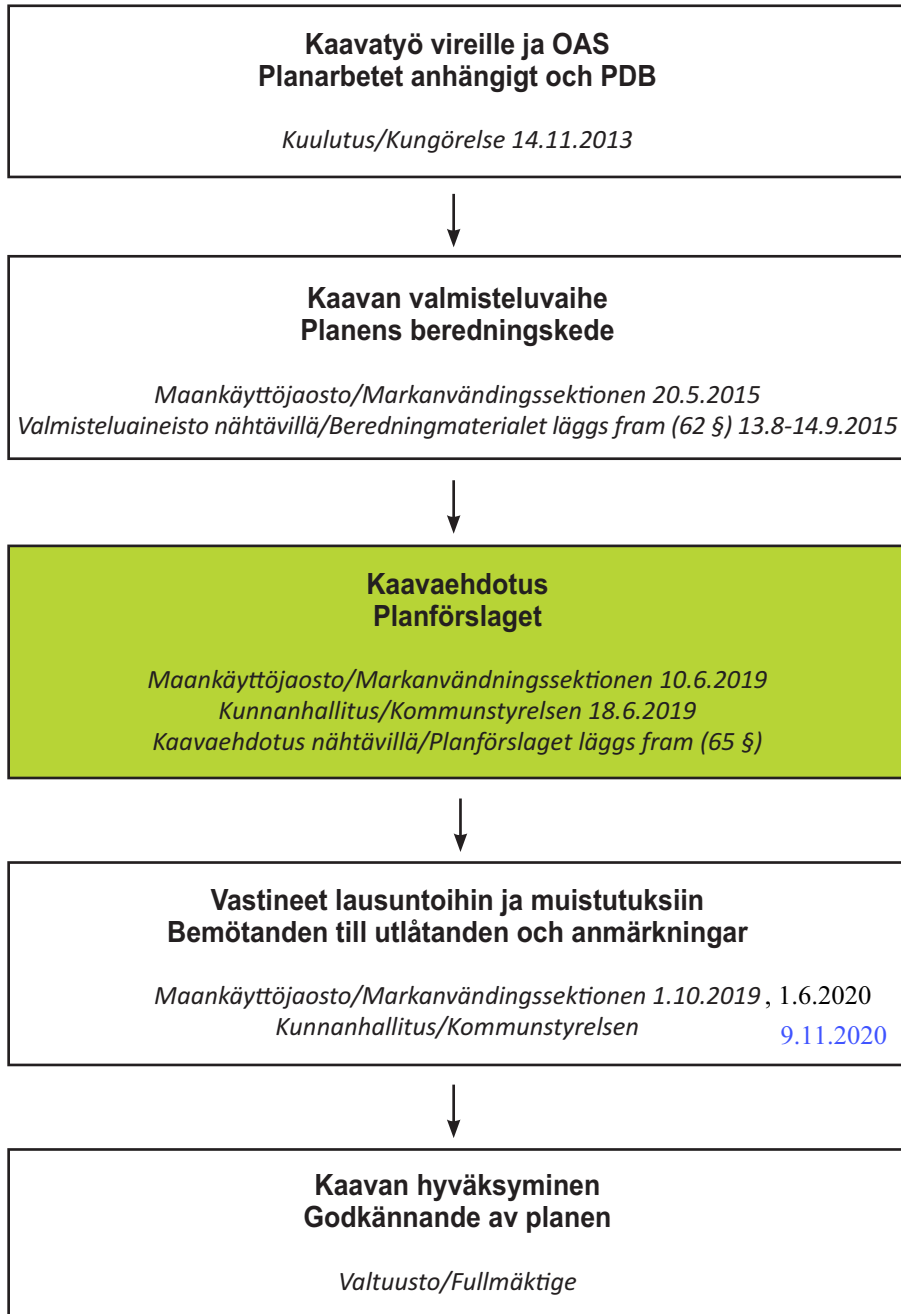 Kaavatyö vireille ja OAS
Planarbetet anhängigt och PDB
Kuulutus/Kungörelse 14.11.2013
Kaavan valmisteluvaihe
Planens beredningskede
Maankäyttöjaosto/Markanvändingssektionen 20.5.2015
Valmisteluaineisto nähtävillä/Beredningmaterialet läggs fram (62 §) 13.8-14.9.2015
Kaavaehdotus
Planförslaget
Maankäyttöjaosto/Markanvändningssektionen 10.6.2019
Kunnanhallitus/Kommunstyrelsen 18.6.2019
Kaavaehdotus nähtävillä/Planförslaget läggs fram (65 §)
Vastineet lausuntoihin ja muistutuksiin
Bemötanden till utlåtanden och anmärkningar
Maankäyttöjaosto/Markanvändingssektionen 1.10.2019 , 1.6.2020
Kunnanhallitus/Kommunstyrelsen 9.11.2020
Kaavan hyväksyminen
Godkännande av planen
Valtuusto/Fullmäktige